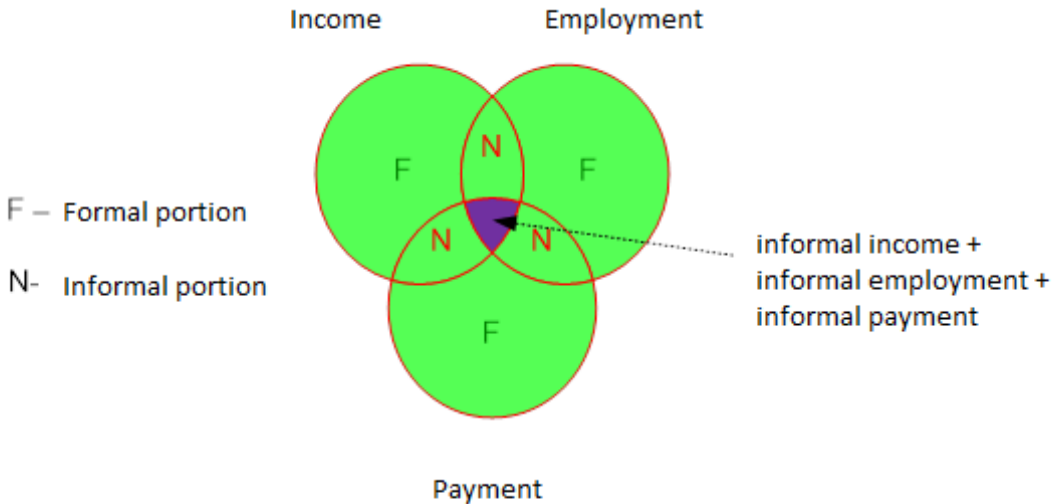 Income
Employment
N
F
F
F – Formal portion
N
N
informal income +
N- Informal portion
informal employment +
informal payment
F
Payment